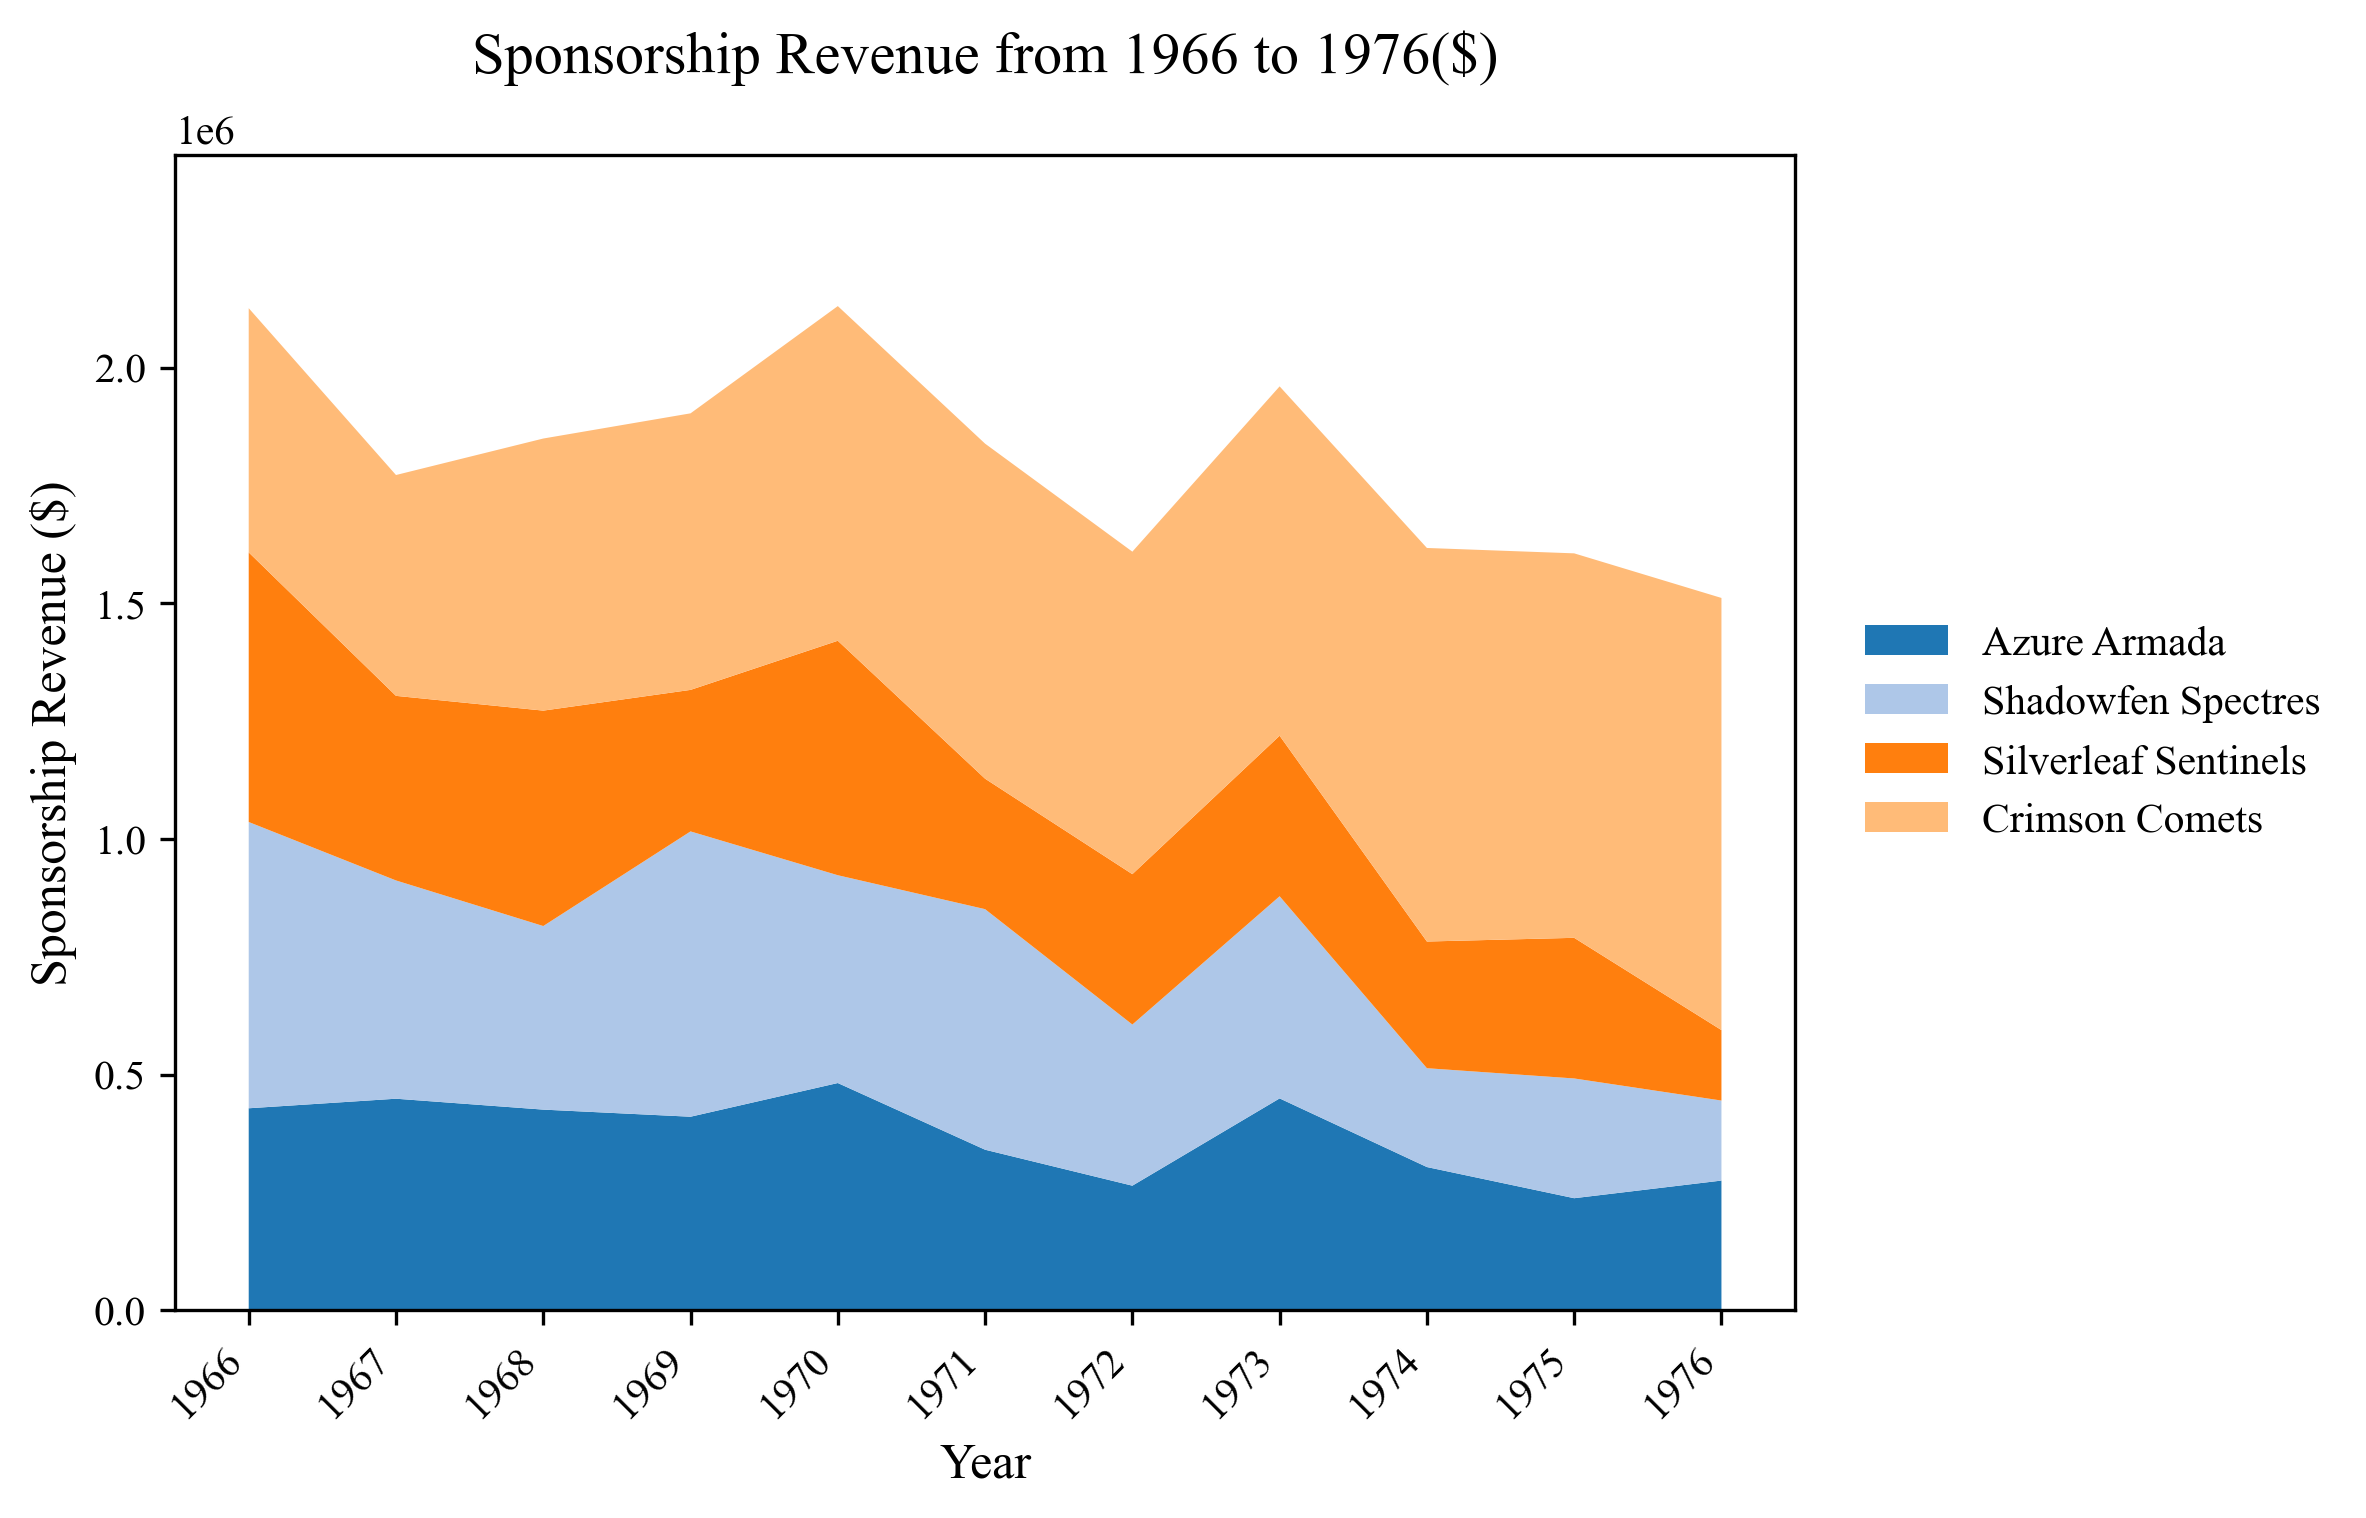 Sponsorship Revenue from 1966 to 1976($)
1e6
2.0
1.5
1.0
0.5
0.0
Sponsorship Revenue ($)
1966
1967
1968
1969
1970
1971
1972
1973
1974
1975
1976
Year
Azure Armada
Shadowfen Spectres
Silverleaf Sentinels
Crimson Comets